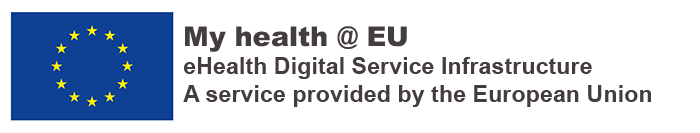 My health @ EU
eHealth Digital Service Infrastructure
A service provided by the European Union